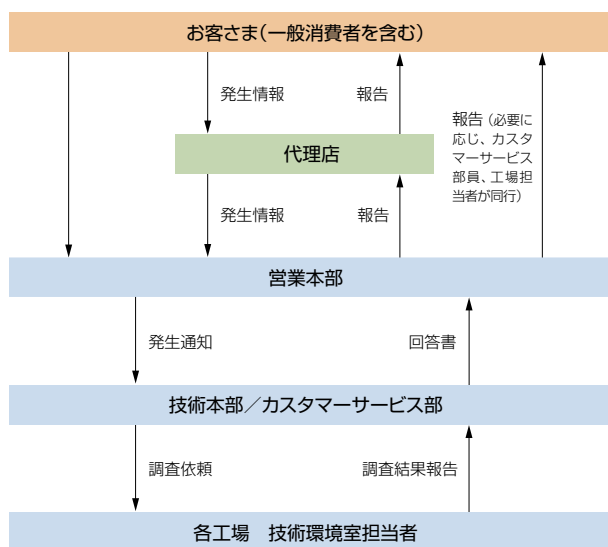 お客さま（一般消費者を含む）
発生情報
報告
報告（必要に
応じ、カスタ
マーサービス
部員、工場担
当者が同行）
代理店
発生情報
報告
営業本部
発生通知
回答書
技術本部／カスタマーサービス部
調査依頼
調査結果報告
各工場　技術環境室担当者